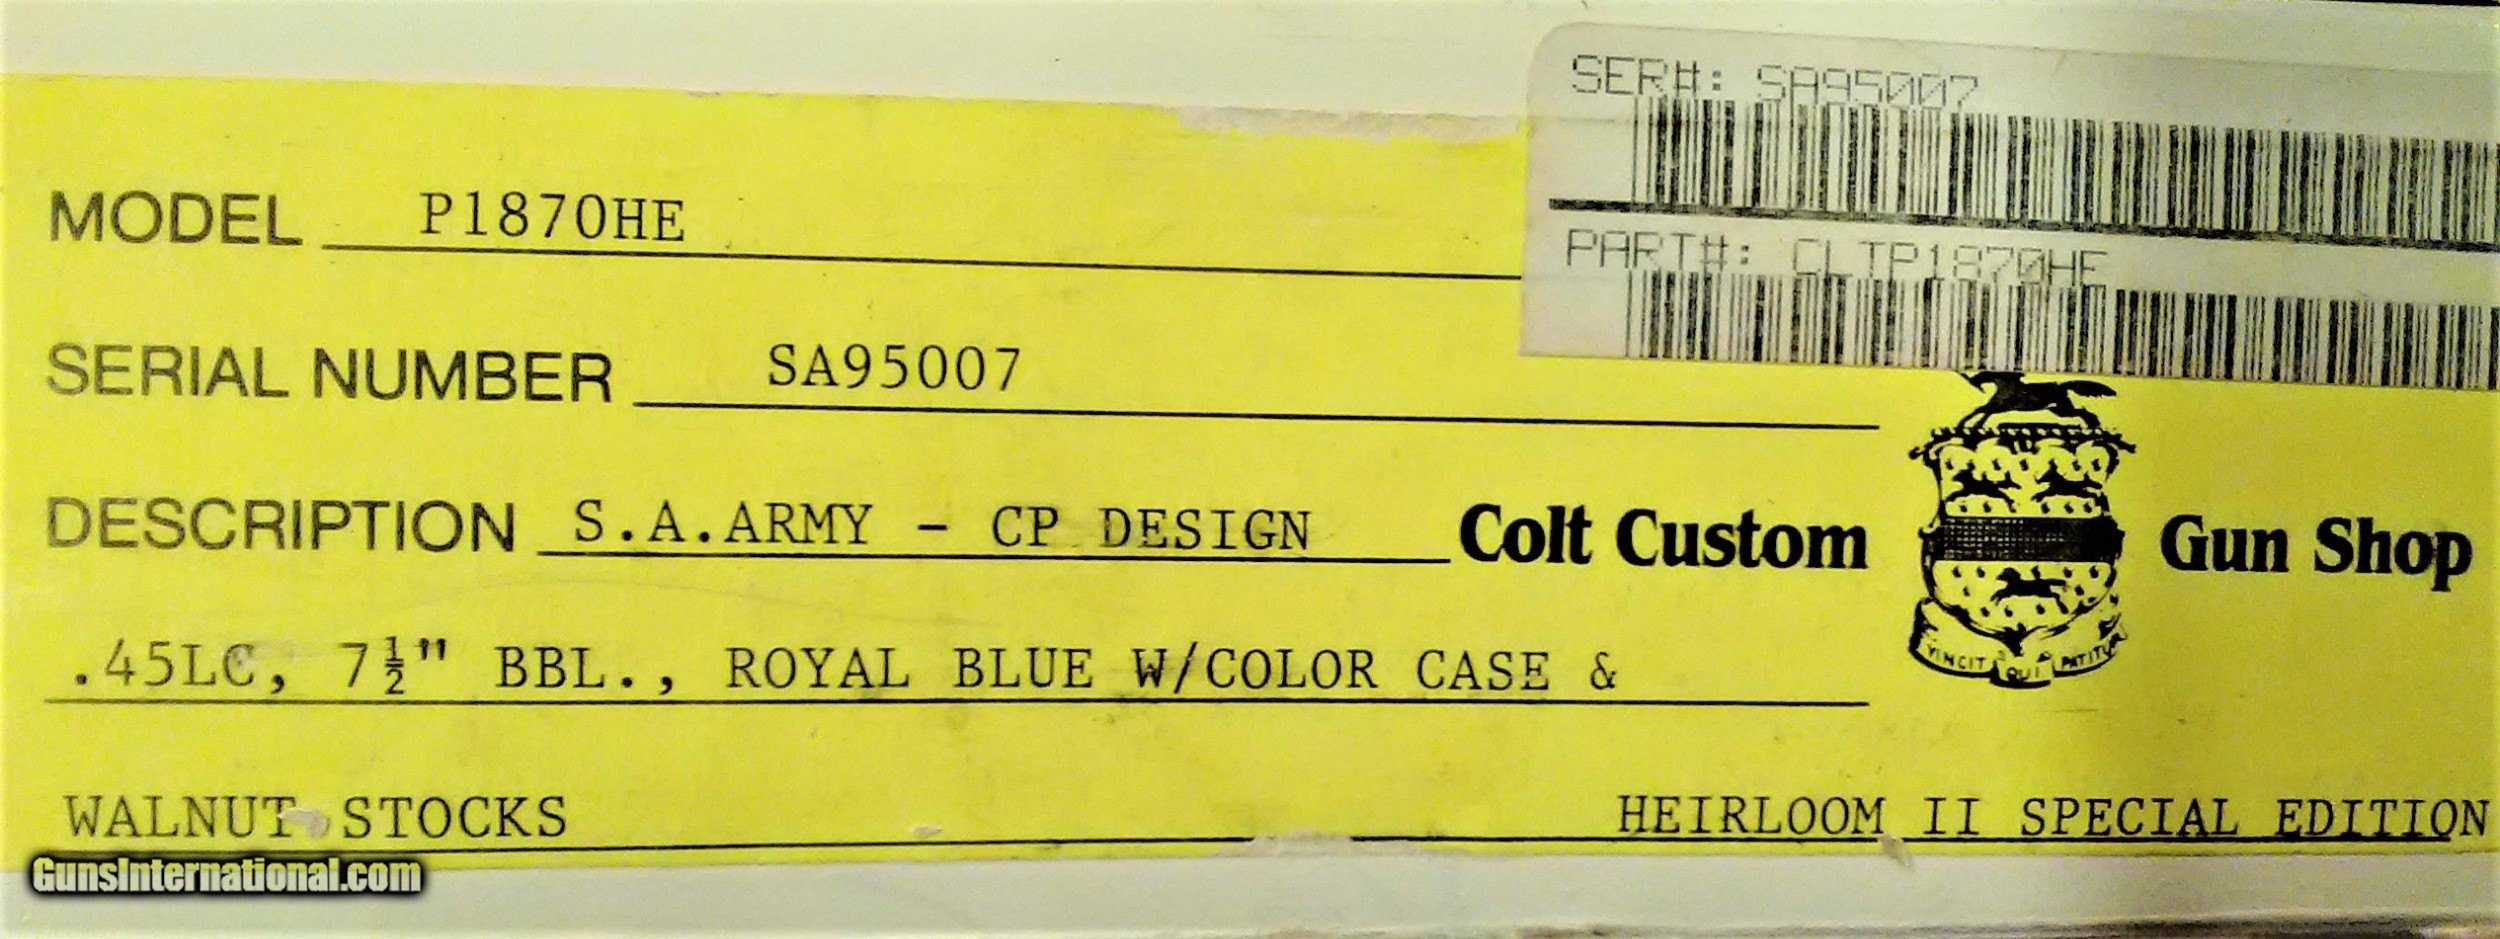 SER#: SA95007
PART#: CLTP1870HE
MODEL P1870HE
SERIAL NUMBER SA95007
DESCRIPTION S.A.ARMY - CP DESIGN
Colt Custom Gun Shop
VINCIT QUI PATITUR
.45LC, 7½" BBL., ROYAL BLUE W/COLOR CASE &
WALNUT STOCKS HEIRLOOM II SPECIAL EDITION
GunsInternational.com